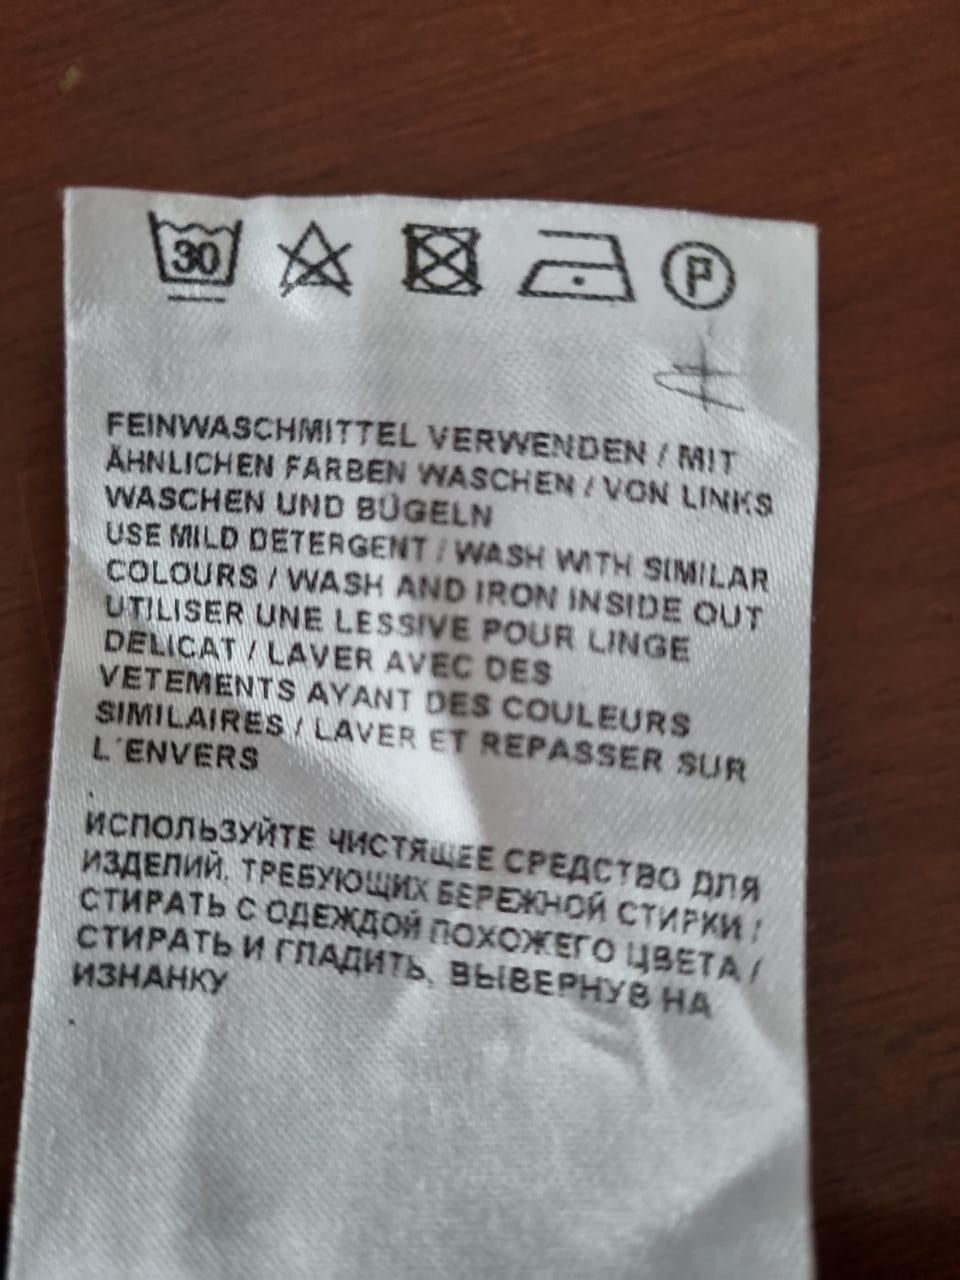 30
P
FEINWASCHMITTEL VERWENDEN / MIT
ÄHNLICHEN FARBEN WASCHEN / VON LINKS
WASCHEN UND BÜGELN
USE MILD DETERGENT / WASH WITH SIMILAR
COLOURS / WASH AND IRON INSIDE OUT
UTILISER UNE LESSIVE POUR LINGE
DELICAT / LAVER AVEC DES
VETEMENTS AYANT DES COULEURS
SIMILAIRES / LAVER ET REPASSER SUR
L´ENVERS
ИСПОЛЬЗУЙТЕ ЧИСТЯЩЕЕ СРЕДСТВО ДЛЯ
ИЗДЕЛИЙ, ТРЕБУЮЩИХ БЕРЕЖНОЙ СТИРКИ /
СТИРАТЬ С ОДЕЖДОЙ ПОХОЖЕГО ЦВЕТА /
СТИРАТЬ И ГЛАДИТЬ, ВЫВЕРНУВ НА
ИЗНАНКУ